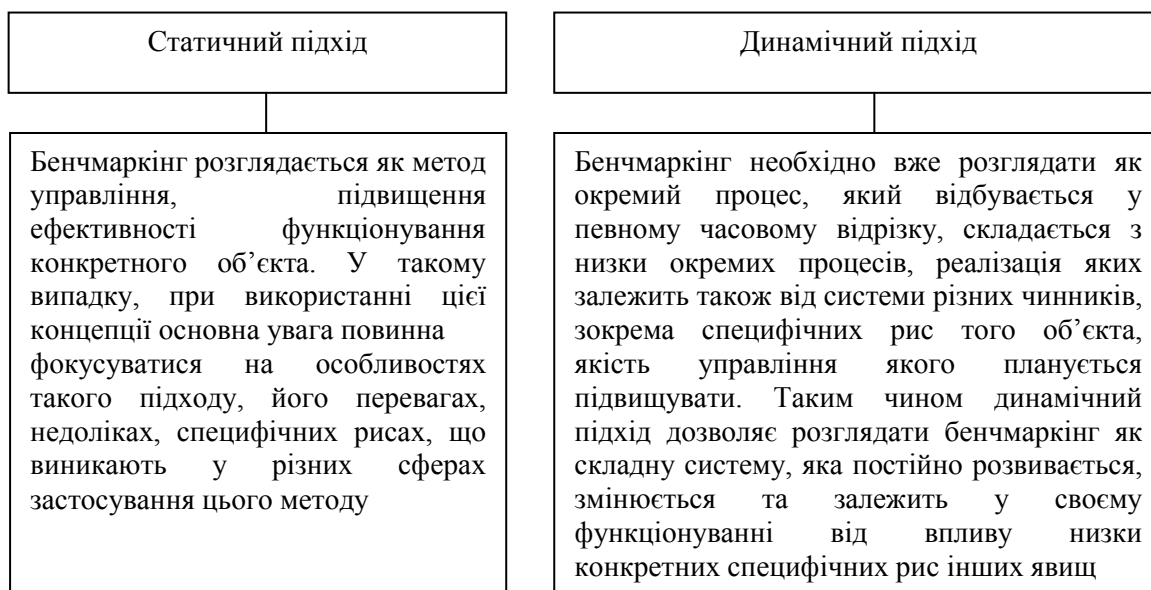 Статичний підхід
Бенчмаркінг розглядається як метод
управління, підвищення
ефективності функціонування
конкретного об’єкта. У такому
випадку, при використанні цієї
концепції основна увага повинна
фокусуватися на особливостях
такого підходу, його перевагах,
недоліках, специфічних рисах, що
виникають у різних сферах
застосування цього методу
Динамічний підхід
Бенчмаркінг необхідно вже розглядати як
окремий процес, який відбувається у
певному часовому відрізку, складається з
низки окремих процесів, реалізація яких
залежить також від системи різних чинників,
зокрема специфічних рис того об’єкта,
якість управління якого планується
підвищувати. Таким чином динамічний
підхід дозволяє розглядати бенчмаркінг як
складну систему, яка постійно розвивається,
змінюється та залежить у своєму
функціонуванні від впливу низки
конкретних специфічних рис інших явищ